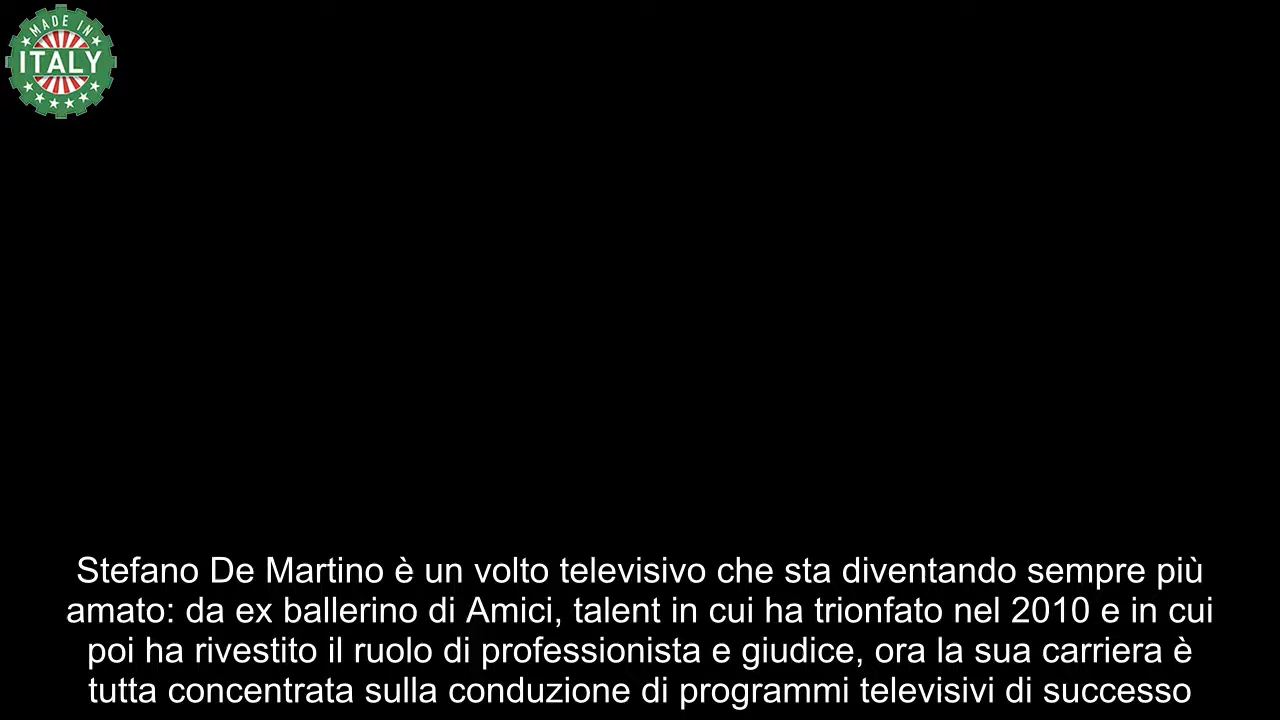 MADE IN
ITALY
Stefano De Martino è un volto televisivo che sta diventando sempre più
amato: da ex ballerino di Amici, talent in cui ha trionfato nel 2010 e in cui
poi ha rivestito il ruolo di professionista e giudice, ora la sua carriera è
tutta concentrata sulla conduzione di programmi televisivi di successo